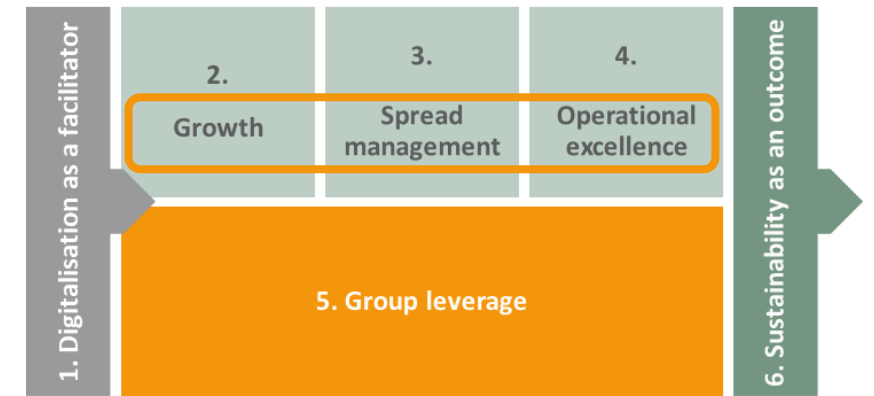 1. Digitalisation as a facilitator
2.
Growth
3.
Spread
management
4.
Operational
excellence
5. Group leverage
6. Sustainability as an outcome